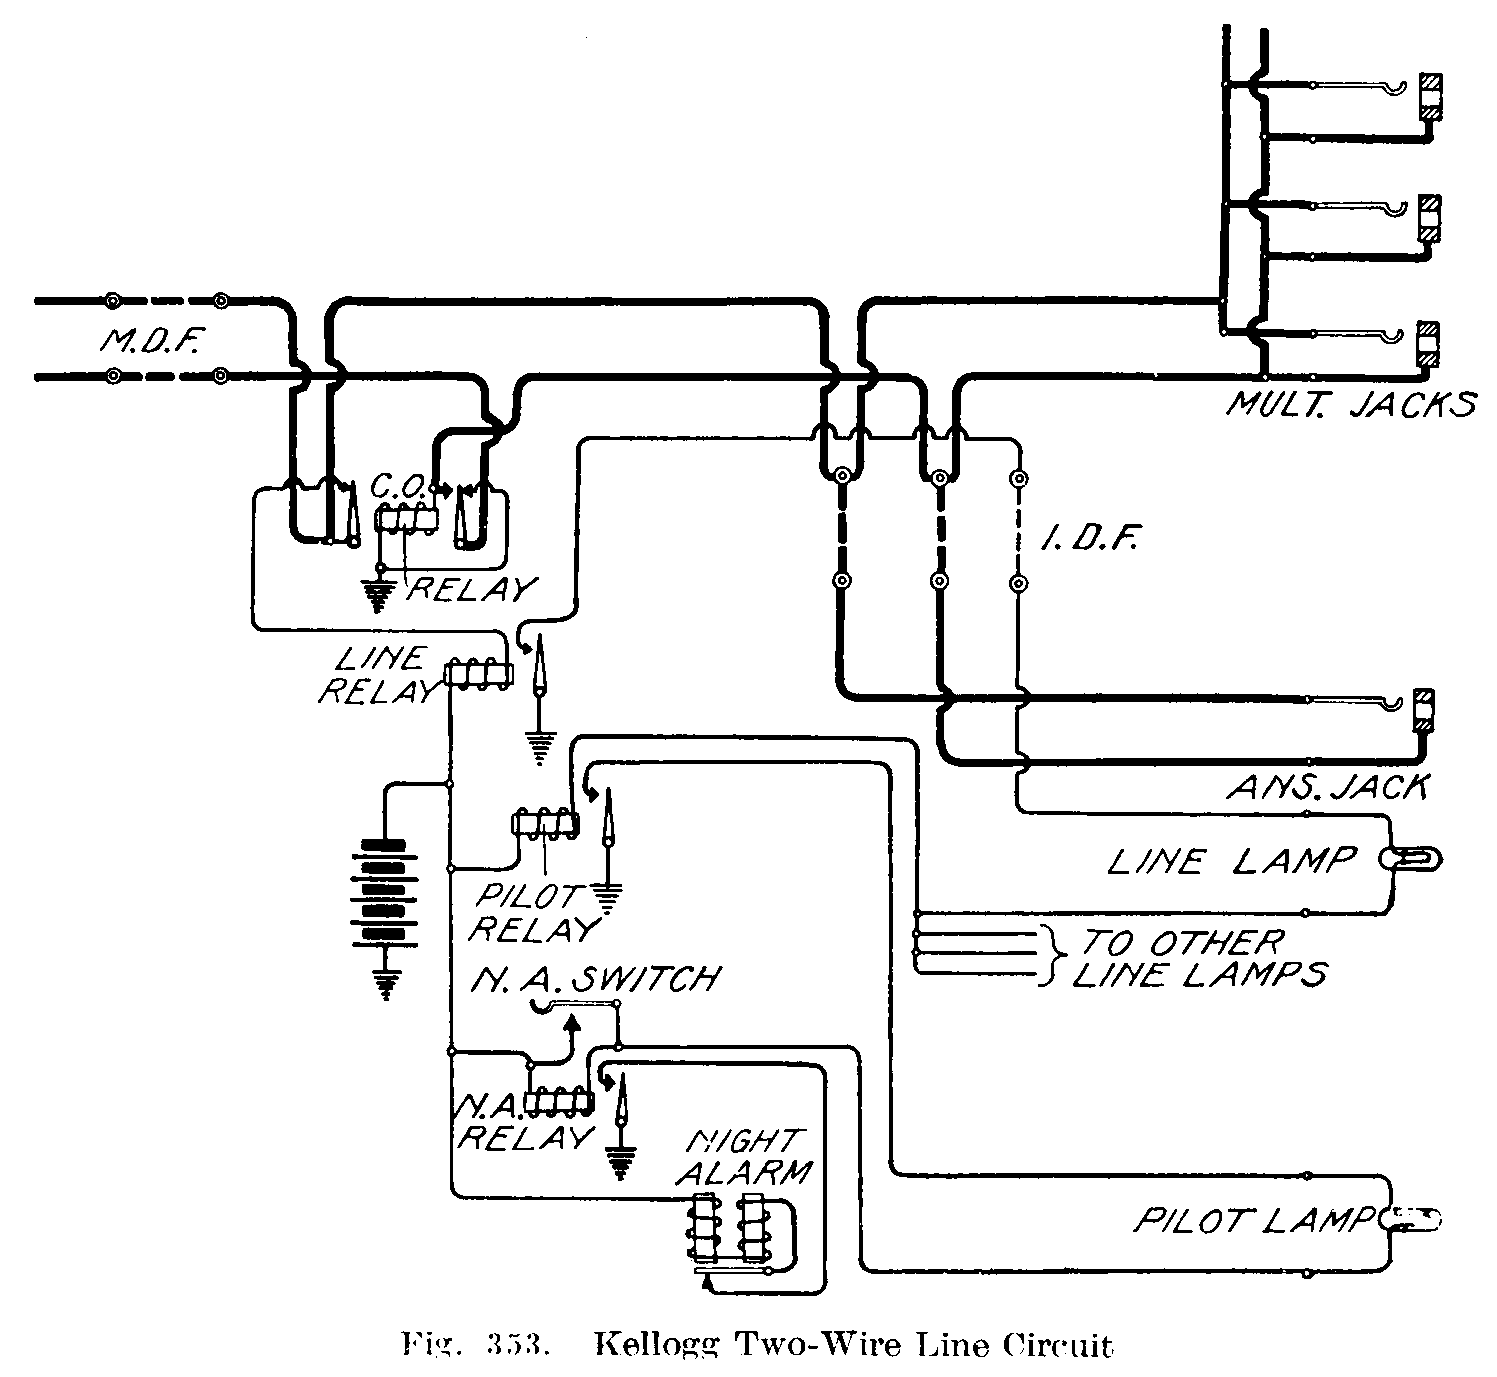 M.D.F.
MULT. JACKS
C.O.
RELAY
I.D.F.
LINE
RELAY
ANS. JACK
LINE LAMP
PILOT
RELAY
TO OTHER
LINE LAMPS
N.A. SWITCH
N.A.
RELAY
NIGHT
ALARM
PILOT LAMP
Fig. 353. Kellogg Two-Wire Line Circuit